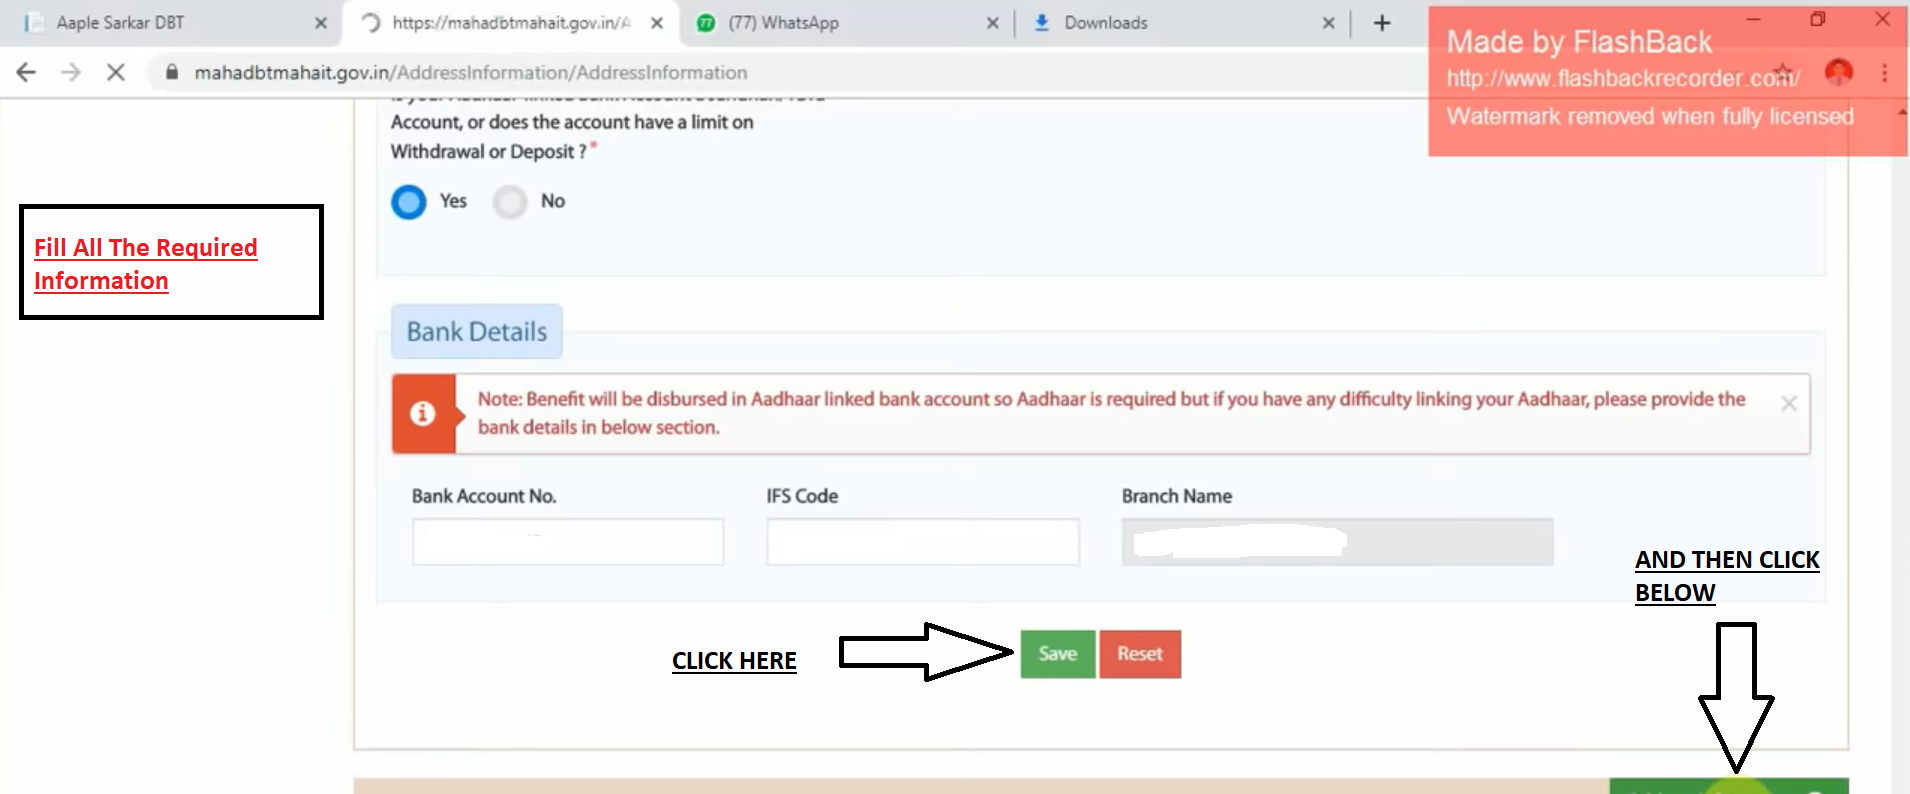 Aaple Sarkar DBT
https://mahadbtmahait.gov.in/A
77
(77) WhatsApp
Downloads
mahadbtmahait.gov.in/AddressInformation/AddressInformation
Made by FlashBack
http://www.flashbackrecorder.com/
Watermark removed when fully licensed
Account, or does the account have a limit on
Withdrawal or Deposit ? *
Yes No
Fill All The Required
Information
Bank Details
Note: Benefit will be disbursed in Aadhaar linked bank account so Aadhaar is required but if you have any difficulty linking your Aadhaar, please provide the
bank details in below section.
Bank Account No. IFS Code Branch Name
AND THEN CLICK
BELOW
CLICK HERE
Save Reset